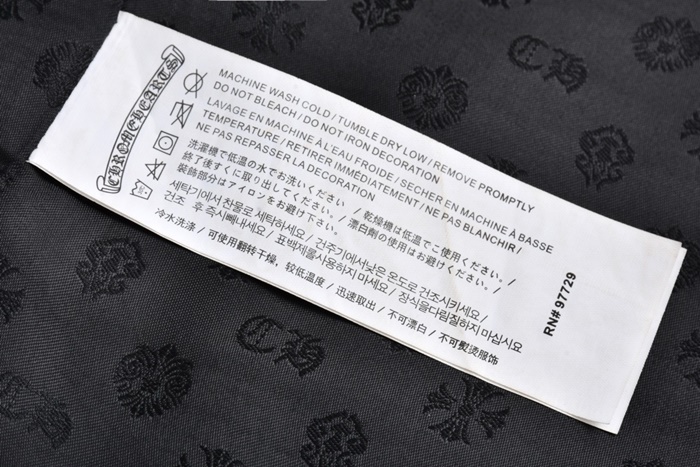 CHROME HEARTS
MACHINE WASH COLD / TUMBLE DRY LOW / REMOVE PROMPTLY
DO NOT BLEACH / DO NOT IRON DECORATION
LAVAGE EN MACHINE À L'EAU FROIDE / SECHER EN MACHINE À BASSE
TEMPERATURE / RETIRER IMMÉDIATEMENT / NE PAS BLANCHIR /
NE PAS REPASSER LA DECORATION
洗濯機で低温の水でお洗いください / 乾燥機は低温でご使用ください。/
終了後すぐに取り出してください。/ 漂白剤の使用はお避けください。/
装飾部分はアイロンをお避け下さい。
세탁기에서 찬물로 세탁하세요/ 건주기에서낮은 온도로 건조시키세요/
건조 후 즉시빼내세요/ 표백제물사용하지 마세요/ 장식을다림질하지 마십시요
冷水洗涤 / 可使用翻转干燥，较低温度 / 迅速取出 / 不可漂白 / 不可熨烫服饰
RN# 97729